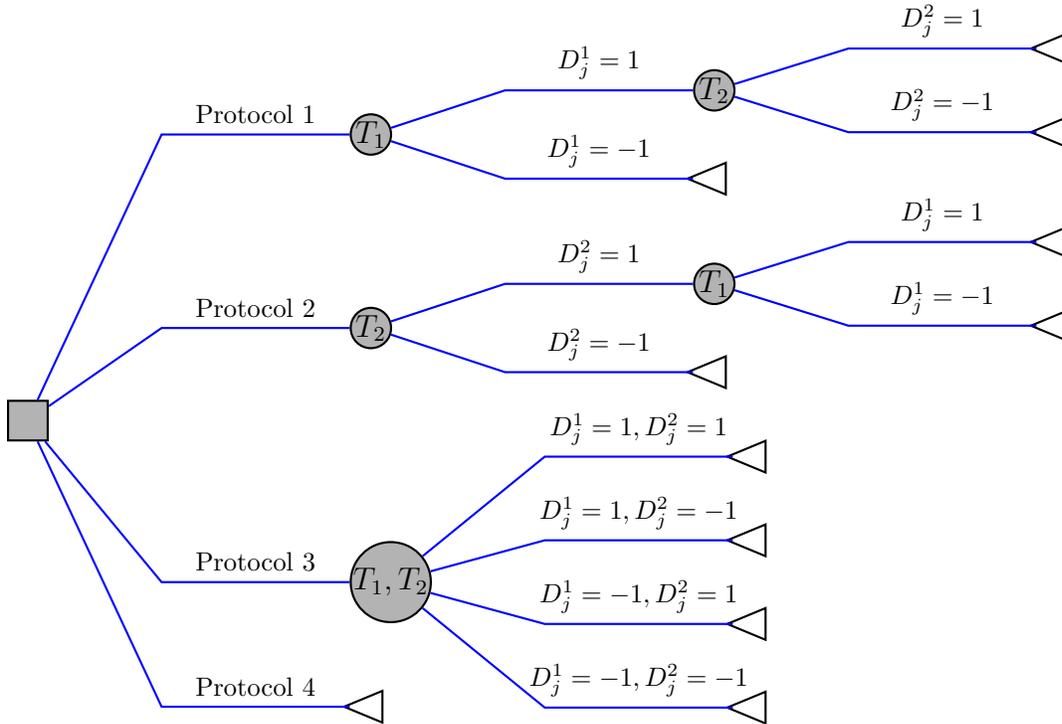 D_j^2 = 1
D_j^1 = 1
T_2
D_j^2 = −1
Protocol 1
T_1
D_j^1 = −1
D_j^1 = 1
D_j^2 = 1
T_1
D_j^1 = −1
Protocol 2
T_2
D_j^2 = −1
D_j^1 = 1, D_j^2 = 1
D_j^1 = 1, D_j^2 = −1
Protocol 3
T_1, T_2
D_j^1 = −1, D_j^2 = 1
D_j^1 = −1, D_j^2 = −1
Protocol 4